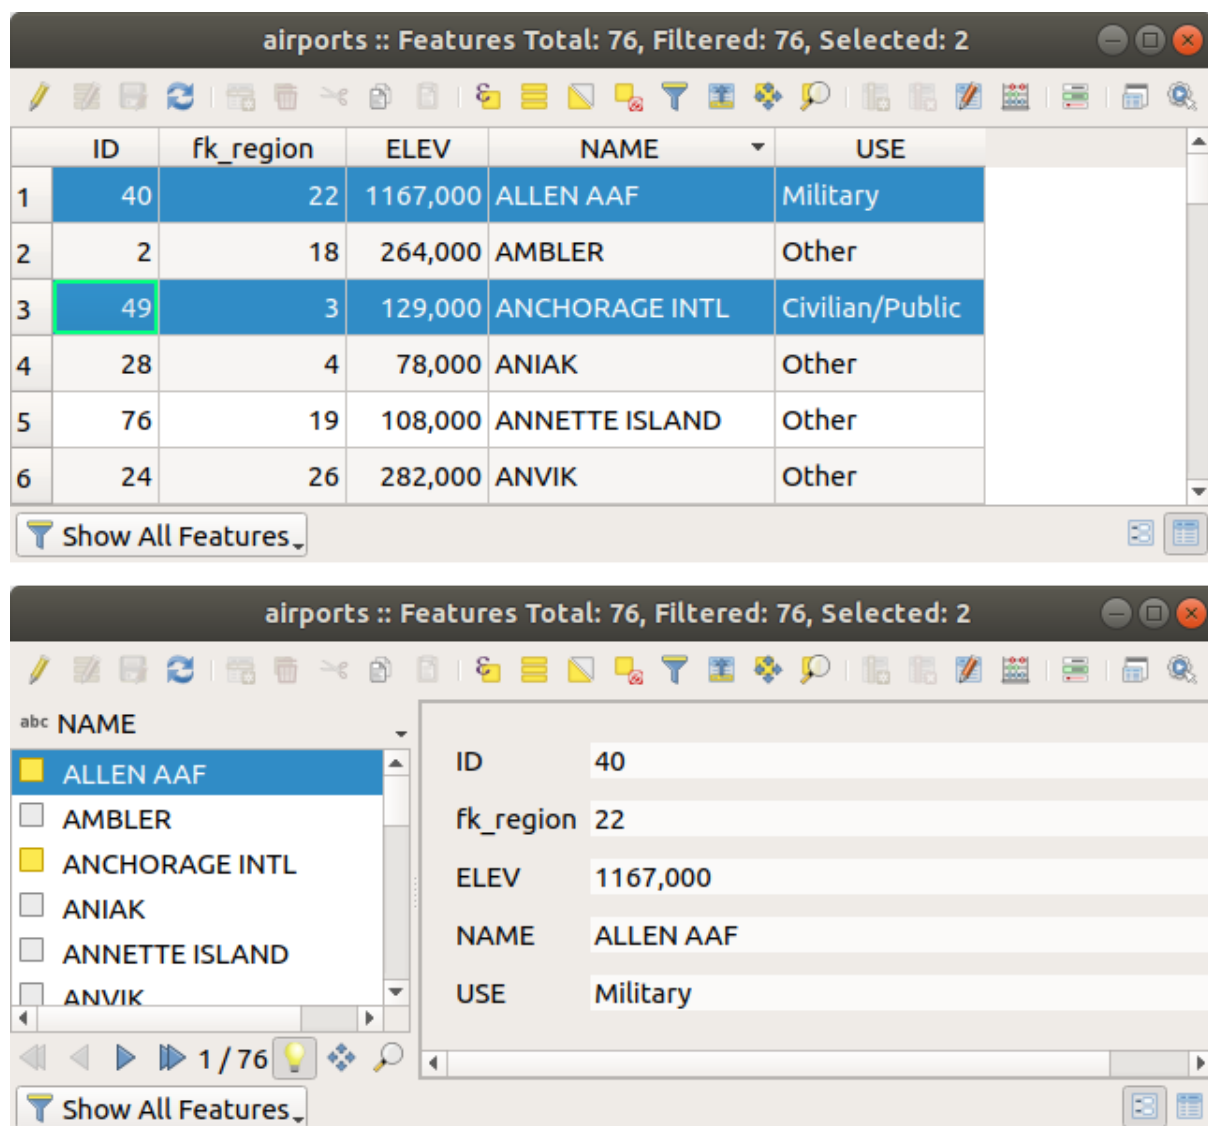 airports :: Features Total: 76, Filtered: 76, Selected: 2
ID fk_region ELEV NAME USE
1 40 22 1167,000 ALLEN AAF Military
2 2 18 264,000 AMBLER Other
3 49 3 129,000 ANCHORAGE INTL Civilian/Public
4 28 4 78,000 ANIAK Other
5 76 19 108,000 ANNETTE ISLAND Other
6 24 26 282,000 ANVIK Other
Show All Features
airports :: Features Total: 76, Filtered: 76, Selected: 2
abc NAME
ALLEN AAF
AMBLER
ANCHORAGE INTL
ANIAK
ANNETTE ISLAND
ANVIK
1 / 76
ID 40
fk_region 22
ELEV 1167,000
NAME ALLEN AAF
USE Military
Show All Features